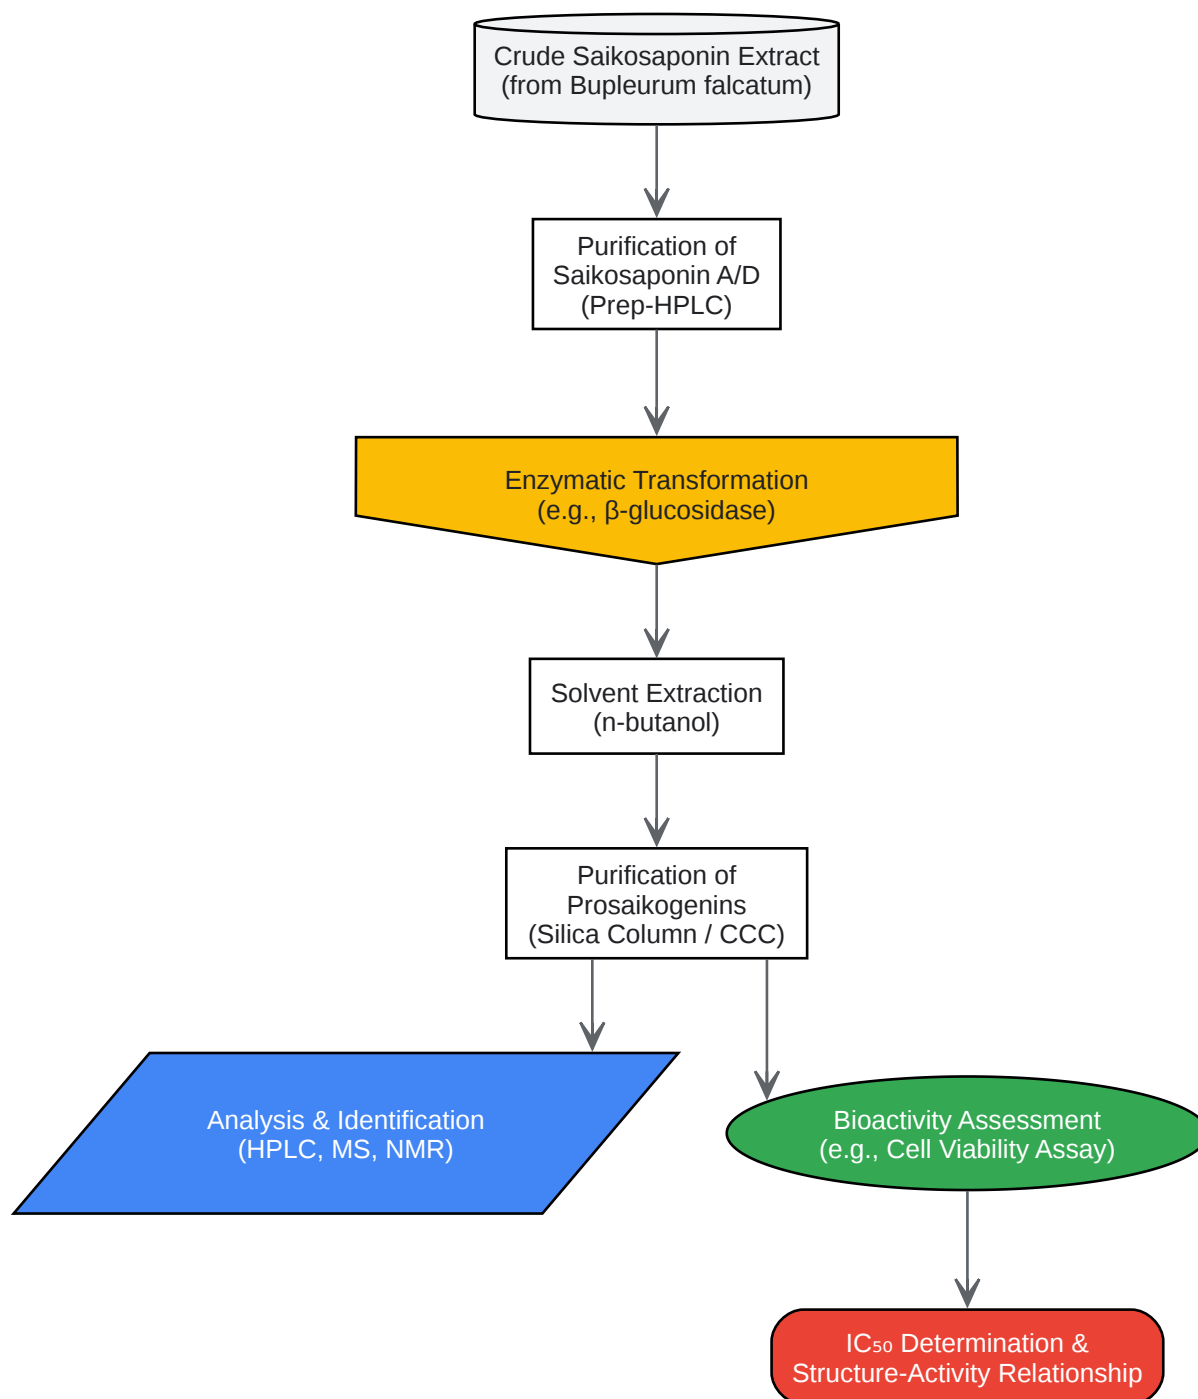 Crude Saikosaponin Extract
(from Bupleurum falcatum)
Purification of
Saikosaponin A/D
(Prep-HPLC)
Enzymatic Transformation
(e.g., β-glucosidase)
Solvent Extraction
(n-butanol)
Purification of
Prosaikogenins
(Silica Column / CCC)
Analysis & Identification
(HPLC, MS, NMR)
Bioactivity Assessment
(e.g., Cell Viability Assay)
IC₅₀ Determination &
Structure-Activity Relationship